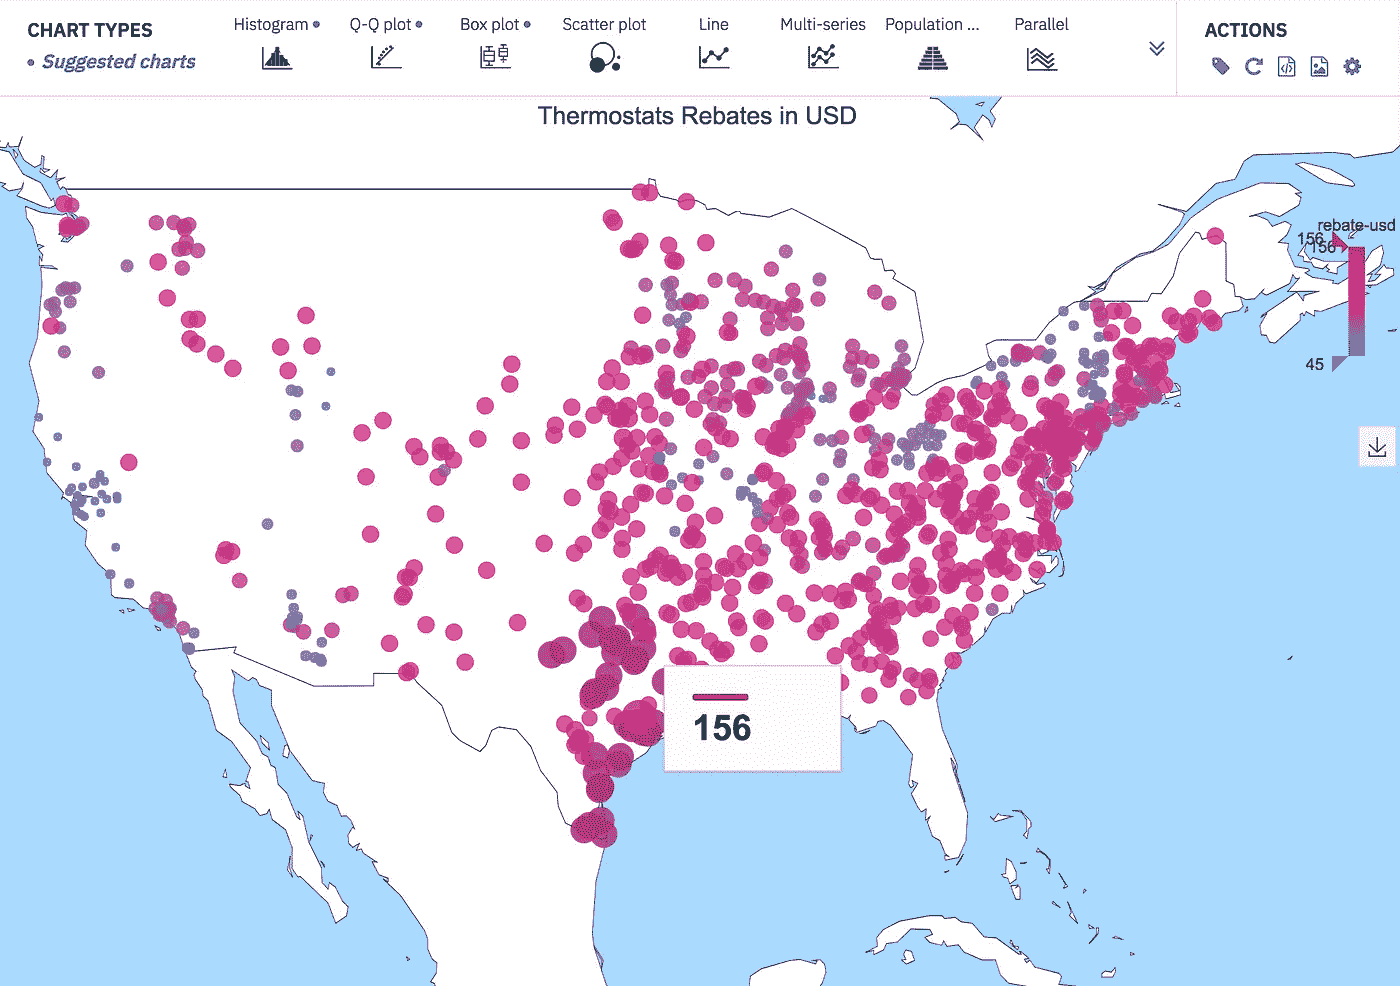 CHART TYPES
• Suggested charts
Histogram •
Q-Q plot •
Box plot •
Scatter plot
Line
Multi-series
Population ...
Parallel
ACTIONS
Thermostats Rebates in USD
rebate-usd
156
156
45
156